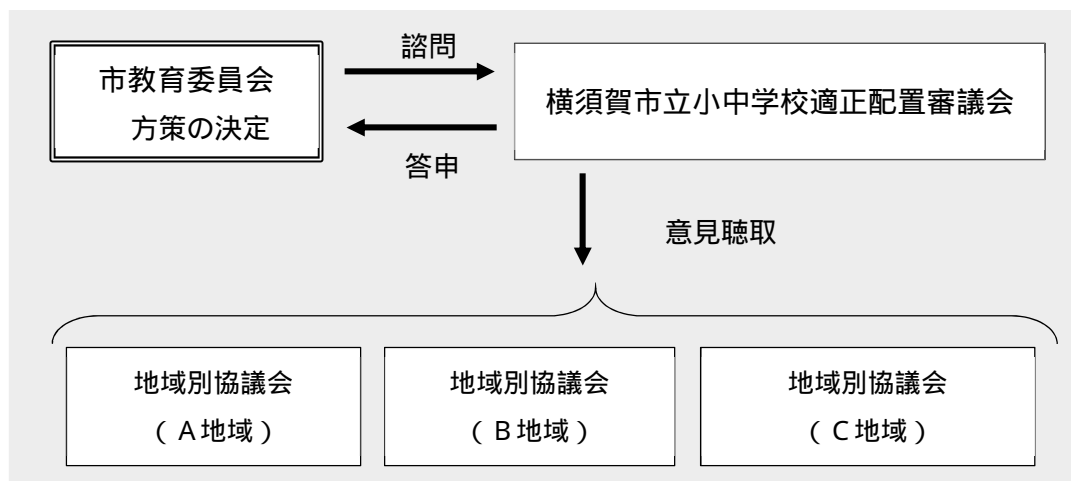 市教育委員会
方策の決定
諮問
答申
横須賀市立小中学校適正配置審議会
意見聴取
地域別協議会
（Ａ地域）
地域別協議会
（Ｂ地域）
地域別協議会
（Ｃ地域）